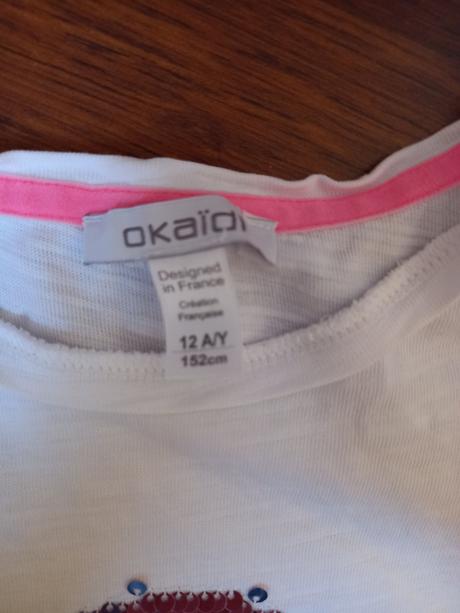 OKAÏDI
Designed
in France
Création
Française
12 A/Y
152cm